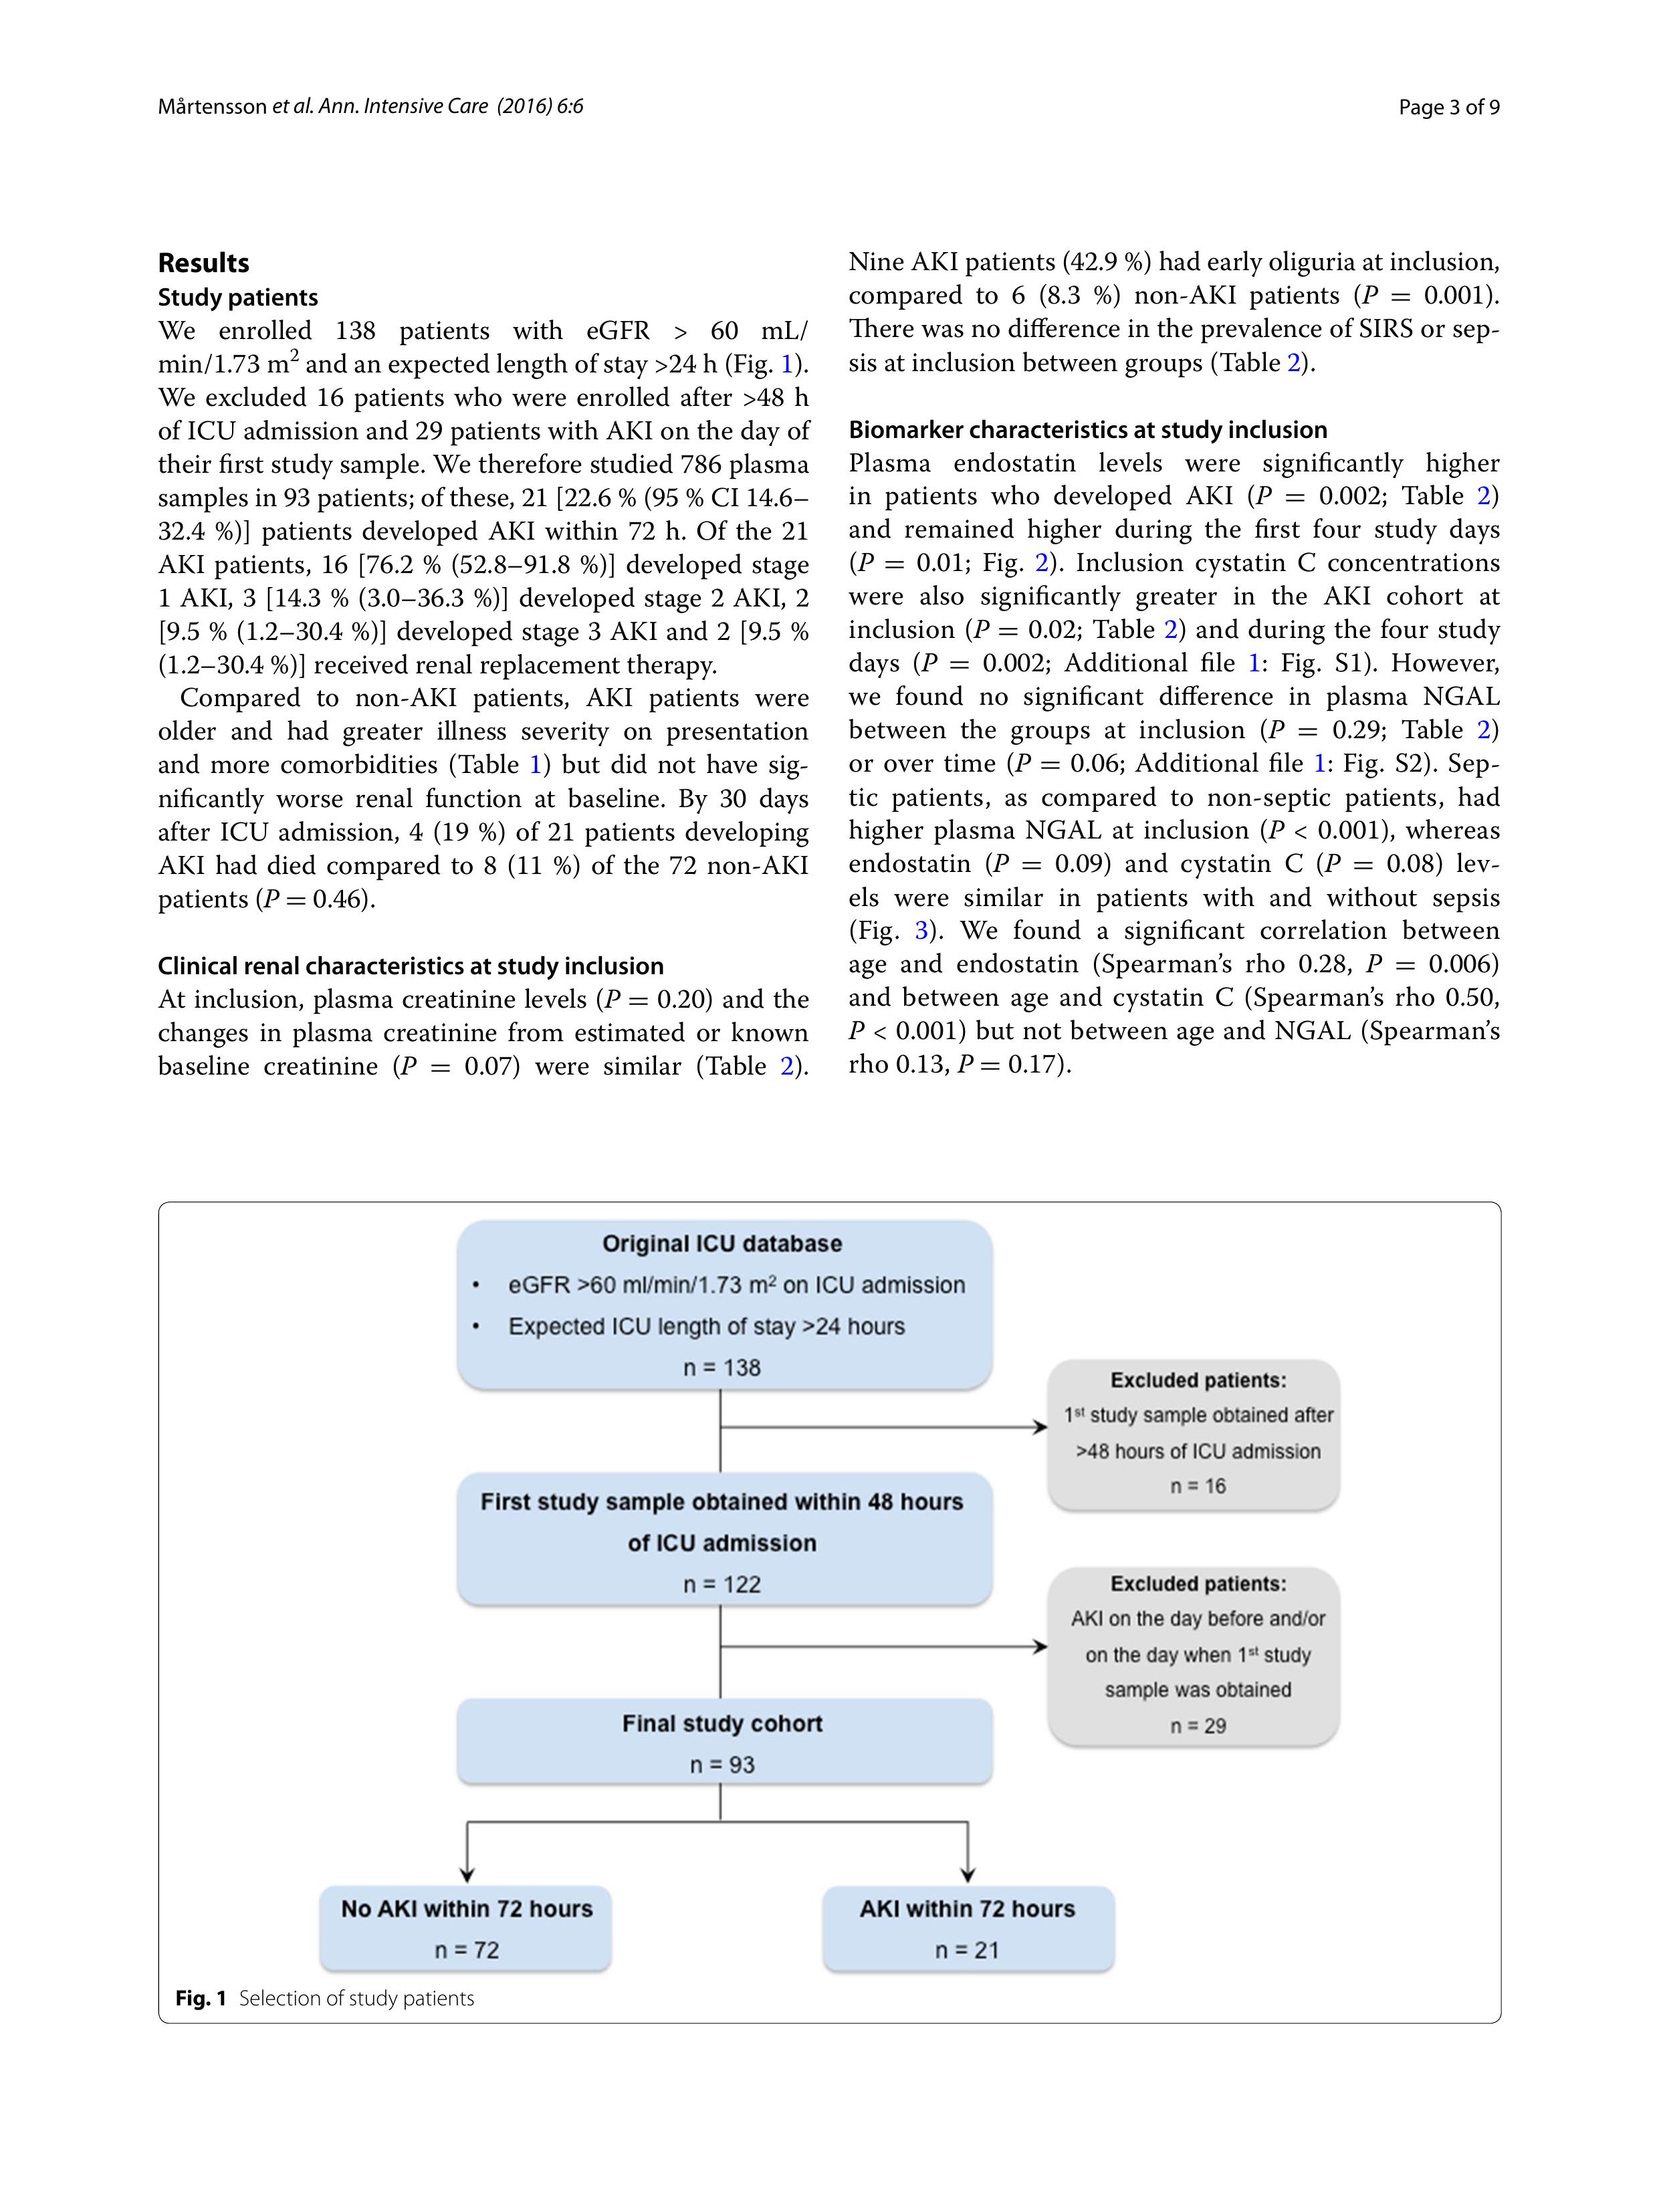 Mårtensson et al. Ann. Intensive Care (2016) 6:6
Page 3 of 9
Results
Study patients
We enrolled 138 patients with eGFR > 60 mL/
min/1.73 m² and an expected length of stay >24 h (Fig. 1).
We excluded 16 patients who were enrolled after >48 h
of ICU admission and 29 patients with AKI on the day of
their first study sample. We therefore studied 786 plasma
samples in 93 patients; of these, 21 [22.6 % (95 % CI 14.6–
32.4 %)] patients developed AKI within 72 h. Of the 21
AKI patients, 16 [76.2 % (52.8–91.8 %)] developed stage
1 AKI, 3 [14.3 % (3.0–36.3 %)] developed stage 2 AKI, 2
[9.5 % (1.2–30.4 %)] developed stage 3 AKI and 2 [9.5 %
(1.2–30.4 %)] received renal replacement therapy.
Compared to non-AKI patients, AKI patients were
older and had greater illness severity on presentation
and more comorbidities (Table 1) but did not have sig-
nificantly worse renal function at baseline. By 30 days
after ICU admission, 4 (19 %) of 21 patients developing
AKI had died compared to 8 (11 %) of the 72 non-AKI
patients (P = 0.46).
Clinical renal characteristics at study inclusion
At inclusion, plasma creatinine levels (P = 0.20) and the
changes in plasma creatinine from estimated or known
baseline creatinine (P = 0.07) were similar (Table 2).
Nine AKI patients (42.9 %) had early oliguria at inclusion,
compared to 6 (8.3 %) non-AKI patients (P = 0.001).
There was no difference in the prevalence of SIRS or sep-
sis at inclusion between groups (Table 2).
Biomarker characteristics at study inclusion
Plasma endostatin levels were significantly higher
in patients who developed AKI (P = 0.002; Table 2)
and remained higher during the first four study days
(P = 0.01; Fig. 2). Inclusion cystatin C concentrations
were also significantly greater in the AKI cohort at
inclusion (P = 0.02; Table 2) and during the four study
days (P = 0.002; Additional file 1: Fig. S1). However,
we found no significant difference in plasma NGAL
between the groups at inclusion (P = 0.29; Table 2)
or over time (P = 0.06; Additional file 1: Fig. S2). Sep-
tic patients, as compared to non-septic patients, had
higher plasma NGAL at inclusion (P < 0.001), whereas
endostatin (P = 0.09) and cystatin C (P = 0.08) lev-
els were similar in patients with and without sepsis
(Fig. 3). We found a significant correlation between
age and endostatin (Spearman’s rho 0.28, P = 0.006)
and between age and cystatin C (Spearman’s rho 0.50,
P < 0.001) but not between age and NGAL (Spearman’s
rho 0.13, P = 0.17).
Original ICU database
• eGFR >60 ml/min/1.73 m² on ICU admission
• Expected ICU length of stay >24 hours
n = 138
Excluded patients:
1st study sample obtained after
>48 hours of ICU admission
n = 16
First study sample obtained within 48 hours
of ICU admission
n = 122
Excluded patients:
AKI on the day before and/or
on the day when 1st study
sample was obtained
n = 29
Final study cohort
n = 93
No AKI within 72 hours
n = 72
AKI within 72 hours
n = 21
Fig. 1 Selection of study patients